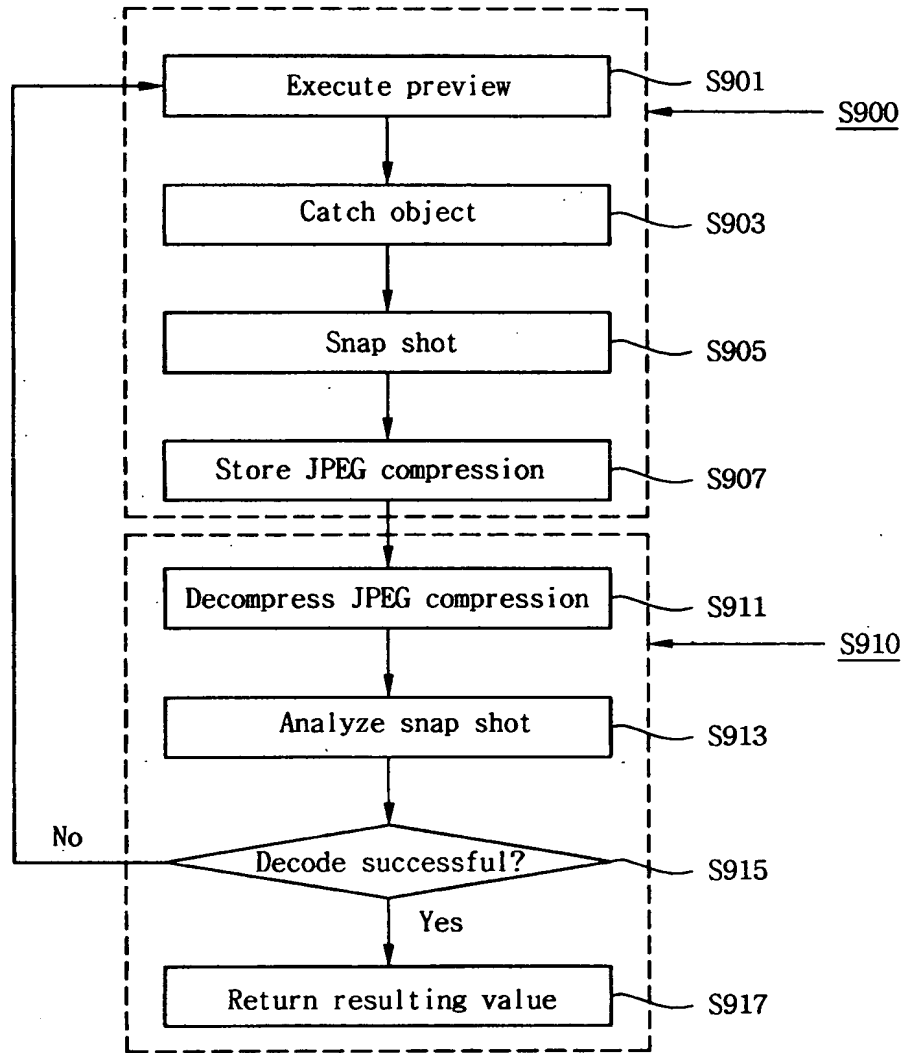 Execute preview
S901
S900
Catch object
S903
Snap shot
S905
Store JPEG compression
S907
Decompress JPEG compression
S911
S910
Analyze snap shot
S913
No
Decode successful?
S915
Yes
Return resulting value
S917